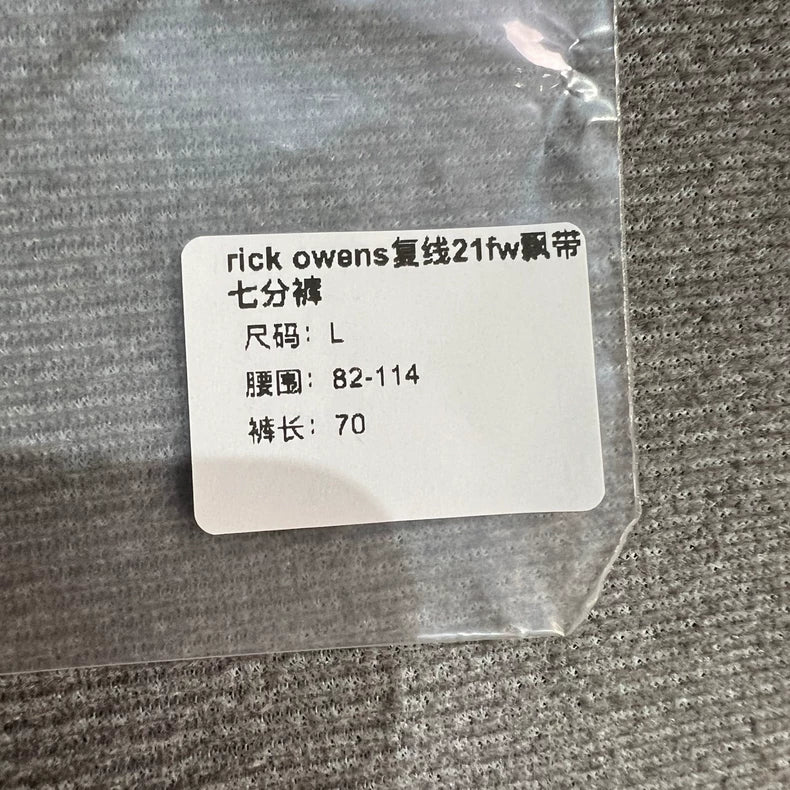 rick owens复线21fw飘带
七分裤
尺码：L
腰围：82-114
裤长：70